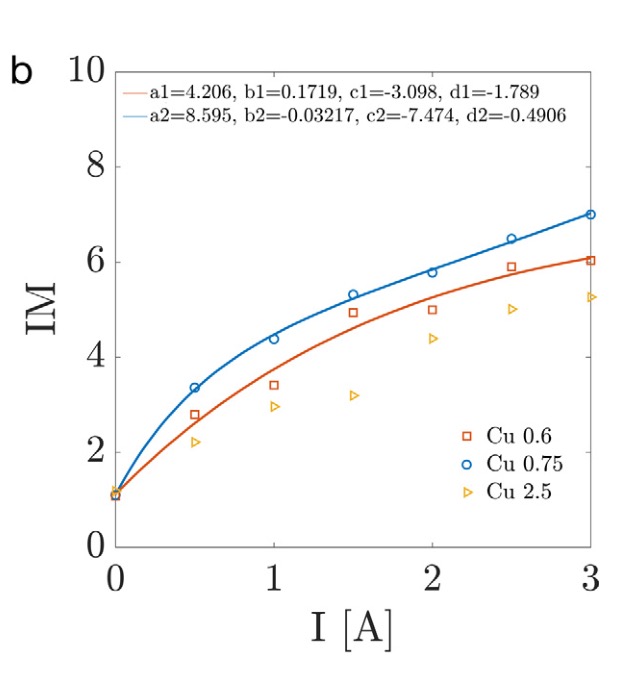 b
10
a1=4.206, b1=0.1719, c1=-3.098, d1=-1.789
a2=8.595, b2=-0.03217, c2=-7.474, d2=-0.4906
8
6
IM
4
Cu 0.6
2
Cu 0.75
Cu 2.5
0
0 1 2 3
I [A]